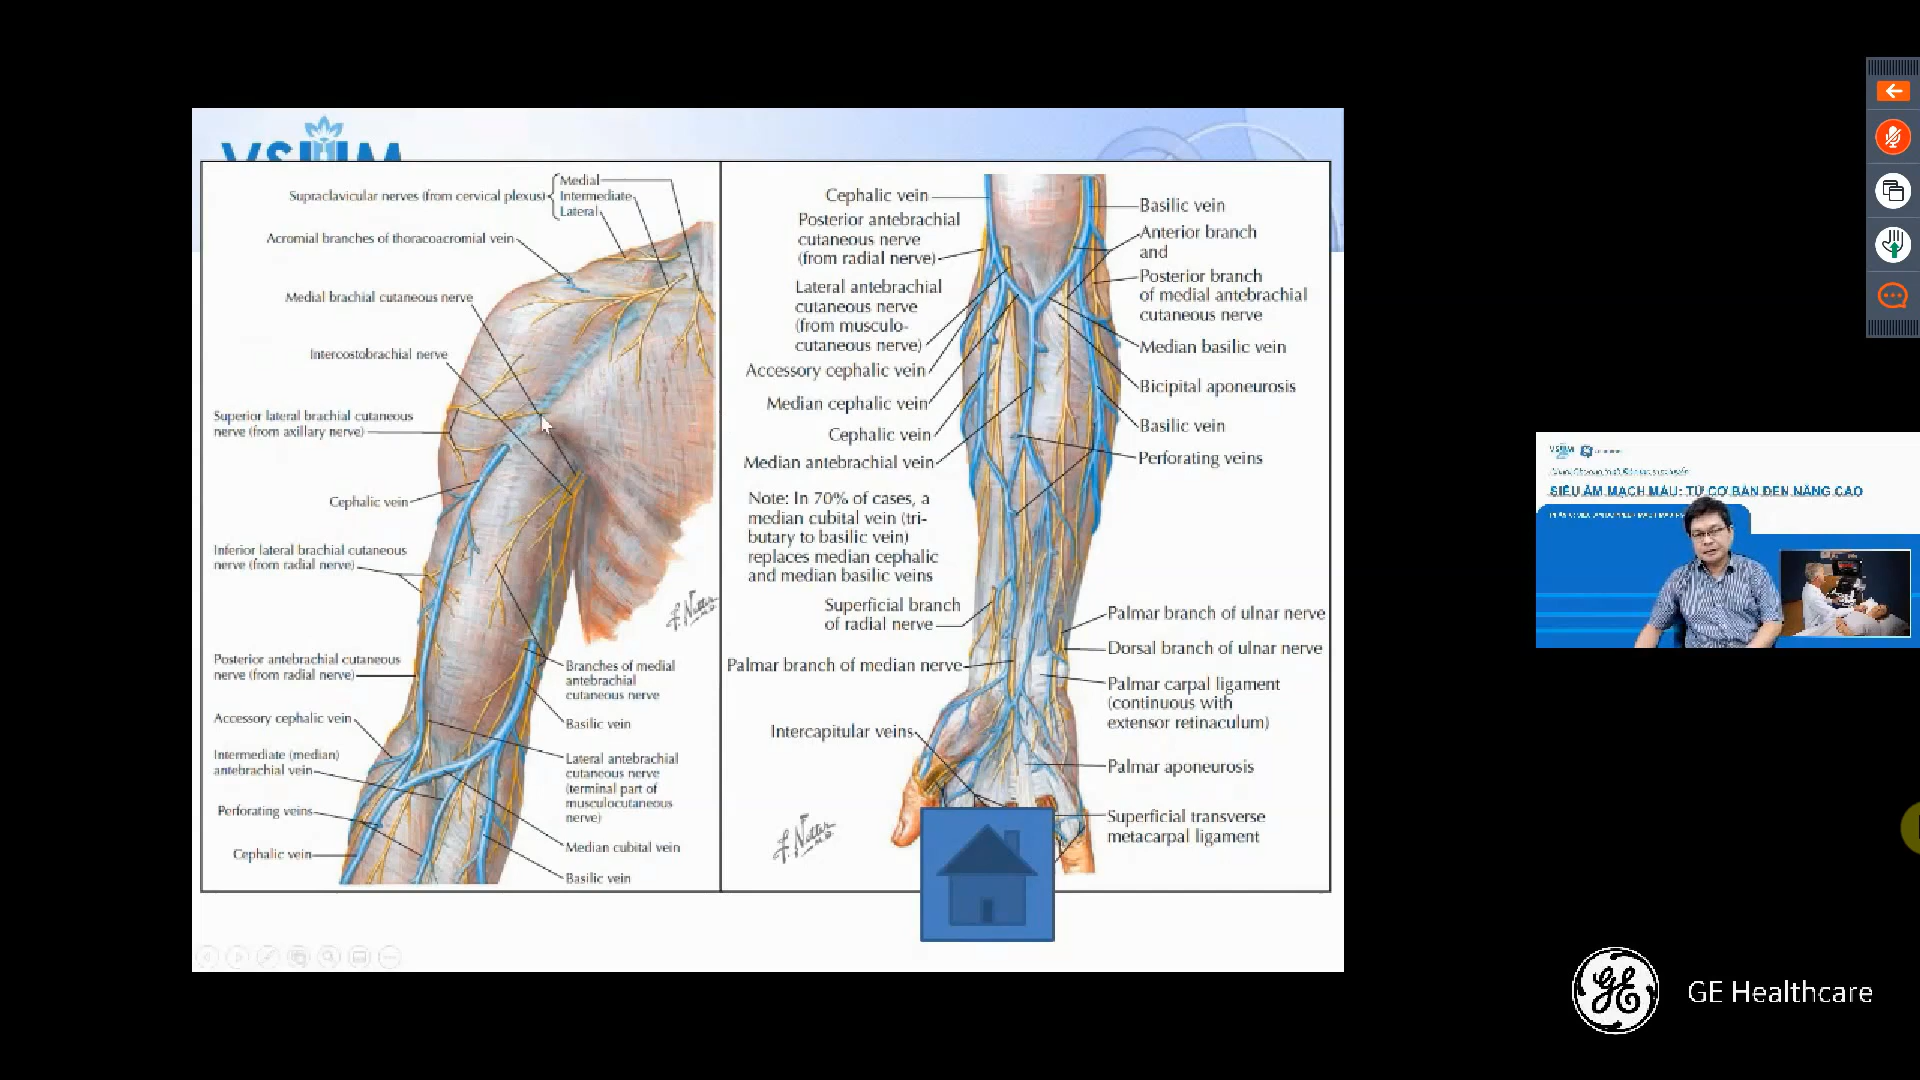 VSUM
Supraclavicular nerves (from cervical plexus)
Medial
Intermediate
Lateral
Acromial branches of thoracoacromial vein
Medial brachial cutaneous nerve
Intercostobrachial nerve
Superior lateral brachial cutaneous
nerve (from axillary nerve)
Cephalic vein
Inferior lateral brachial cutaneous
nerve (from radial nerve)
Posterior antebrachial cutaneous
nerve (from radial nerve)
Accessory cephalic vein
Intermediate (median)
antebrachial vein
Perforating veins
Cephalic vein
Branches of medial
antebrachial
cutaneous nerve
Basilic vein
Lateral antebrachial
cutaneous nerve
(terminal part of
musculocutaneous
nerve)
Median cubital vein
Basilic vein
F. Netter
M.D.
Cephalic vein
Posterior antebrachial
cutaneous nerve
(from radial nerve)
Lateral antebrachial
cutaneous nerve
(from musculo-
cutaneous nerve)
Accessory cephalic vein
Median cephalic vein
Cephalic vein
Median antebrachial vein
Note: In 70% of cases, a
median cubital vein (tri-
butary to basilic vein)
replaces median cephalic
and median basilic veins
Superficial branch
of radial nerve
Palmar branch of median nerve
Intercapitular veins
F. Netter
M.D.
Basilic vein
Anterior branch
and
Posterior branch
of medial antebrachial
cutaneous nerve
Median basilic vein
Bicipital aponeurosis
Basilic vein
Perforating veins
Palmar branch of ulnar nerve
Dorsal branch of ulnar nerve
Palmar carpal ligament
(continuous with
extensor retinaculum)
Palmar aponeurosis
Superficial transverse
metacarpal ligament
VSUM
SIÊU ÂM MẠCH MÁU: TỪ CƠ BẢN ĐẾN NÂNG CAO
GE
GE Healthcare